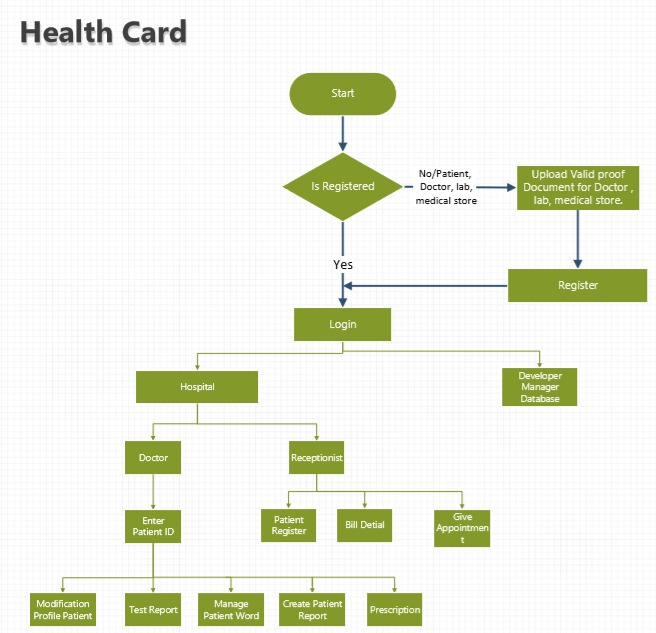 Health Card
Start
Is Registered
No/Patient,
Doctor, lab,
medical store
Upload Valid proof
Document for Doctor ,
lab, medical store.
Yes
Register
Login
Hospital
Developer
Manager
Database
Doctor
Receptionist
Enter
Patient ID
Patient
Register
Bill Detial
Give
Appointmen
t
Modification
Profile Patient
Test Report
Manage
Patient Word
Create Patient
Report
Prescription